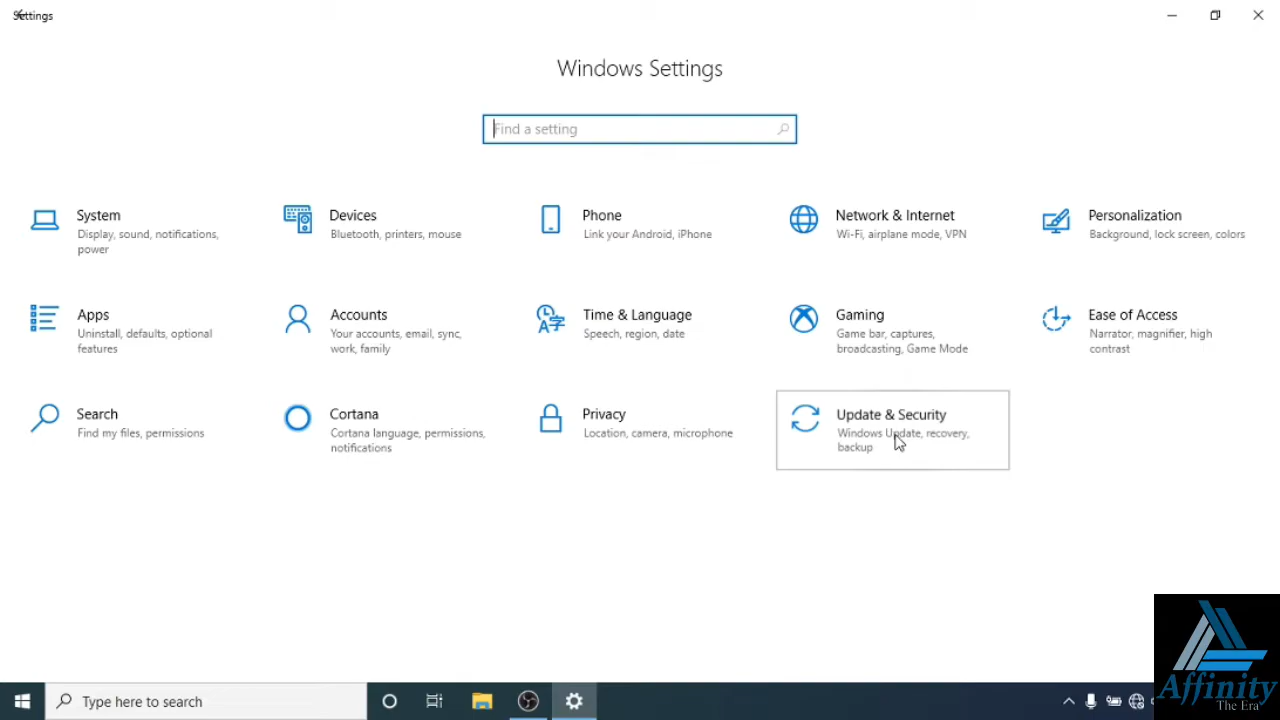 Settings
Windows Settings
Find a setting
System
Display, sound, notifications,
power
Devices
Bluetooth, printers, mouse
Phone
Link your Android, iPhone
Network & Internet
Wi-Fi, airplane mode, VPN
Personalization
Background, lock screen, colors
Apps
Uninstall, defaults, optional
features
Accounts
Your accounts, email, sync,
work, family
Time & Language
Speech, region, date
Gaming
Game bar, captures,
broadcasting, Game Mode
Ease of Access
Narrator, magnifier, high
contrast
Search
Find my files, permissions
Cortana
Cortana language, permissions,
notifications
Privacy
Location, camera, microphone
Update & Security
Windows Update, recovery,
backup
Type here to search
Affinity
The Era